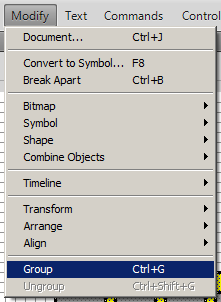 Modify Text Commands Control
Document... Ctrl+J
Convert to Symbol... F8
Break Apart Ctrl+B
Bitmap
Symbol
Shape
Combine Objects
Timeline
Transform
Arrange
Align
Group Ctrl+G
Ungroup Ctrl+Shift+G